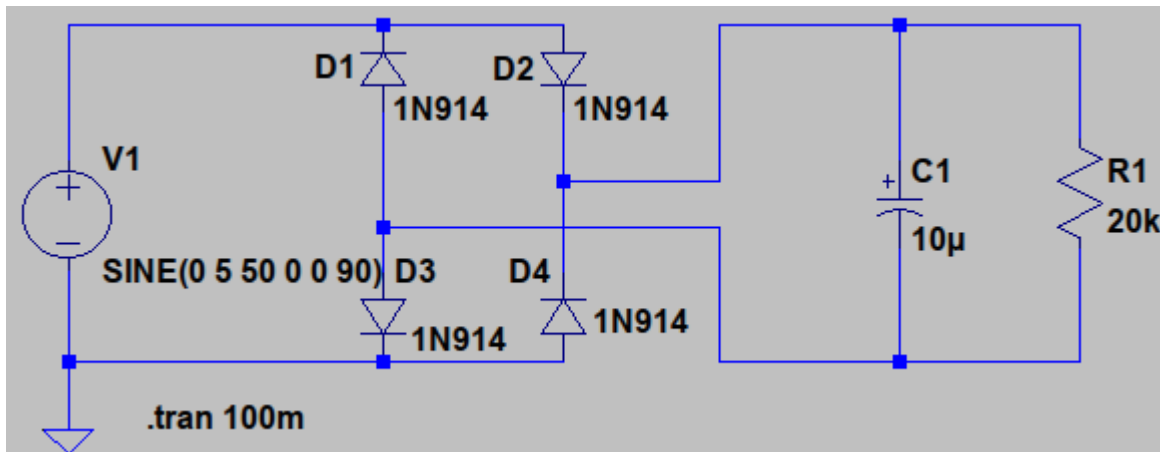 D1
D2
1N914
1N914
V1
+
C1
R1
10µ
20k
SINE(0 5 50 0 0 90)
D3
D4
1N914
1N914
.tran 100m